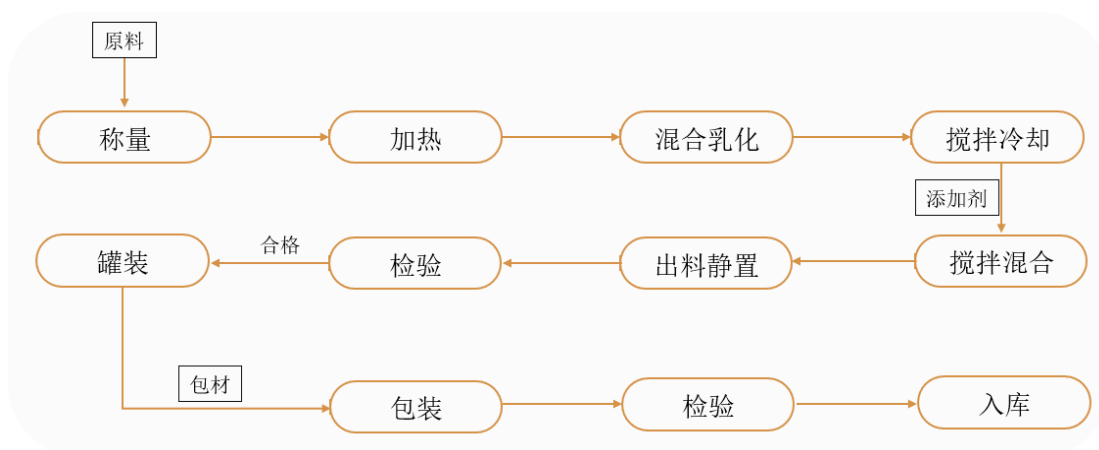 原料
称量
加热
混合乳化
搅拌冷却
添加剂
搅拌混合
出料静置
检验
合格
罐装
包材
包装
检验
入库